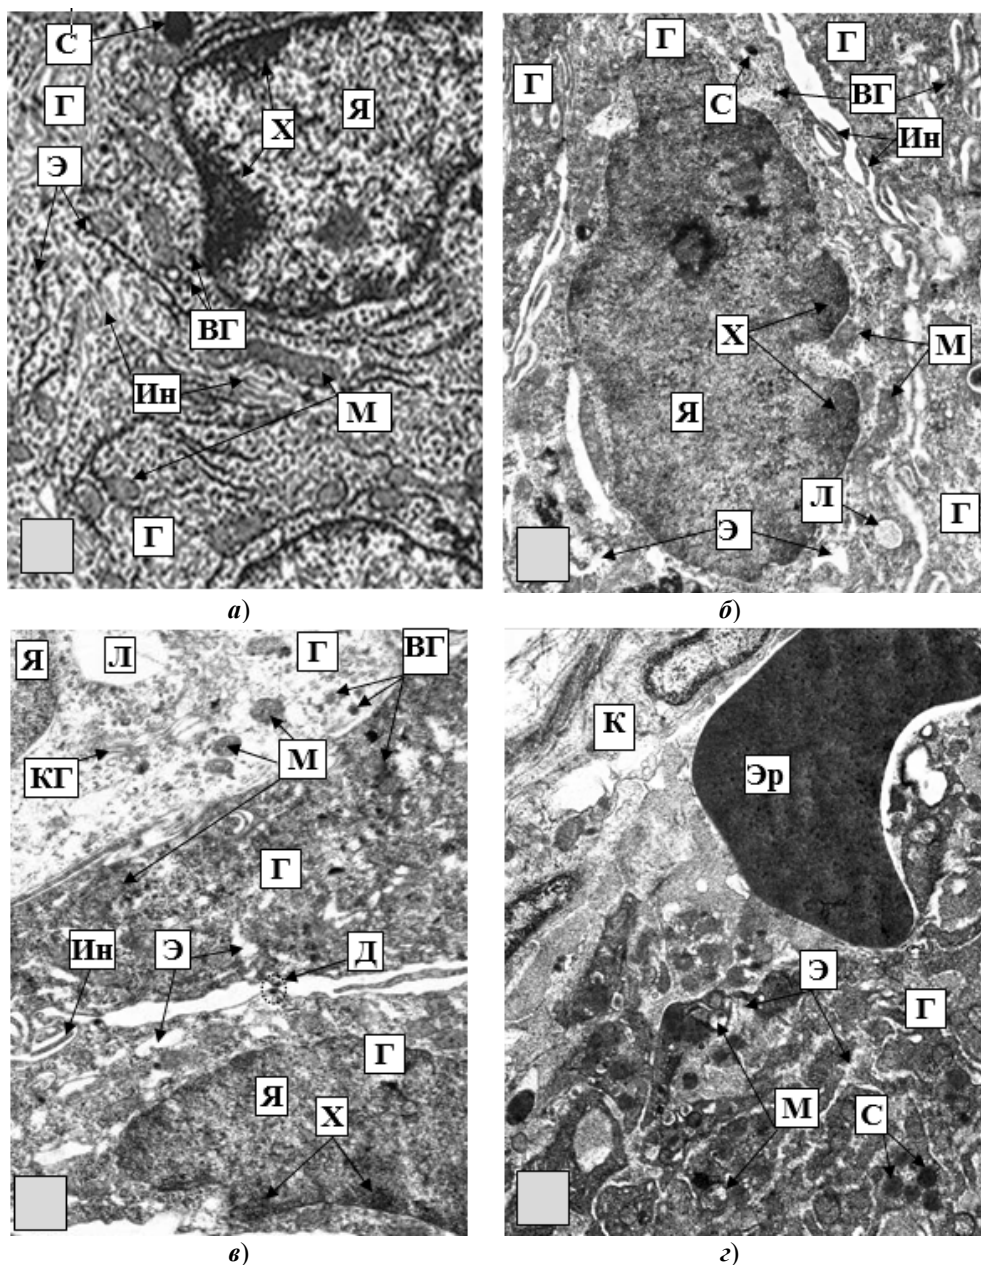 С
Г
Х
Я
Э
ВГ
Ин
М
Г
а)
Г
Г
Г
С
ВГ
Ин
Х
М
Я
Л
Э
Г
б)
Я
Л
Г
ВГ
КГ
М
Г
Ин
Э
Д
Г
Я
Х
в)
К
Эр
Э
Г
М
С
г)